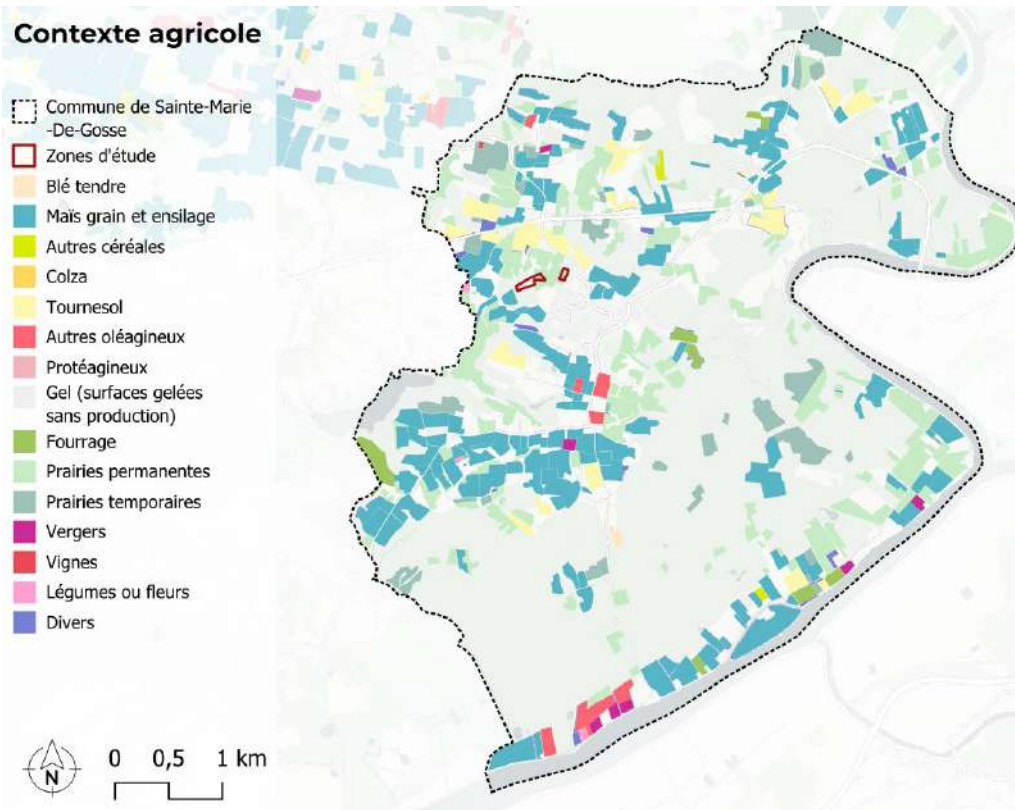 Contexte agricole
Commune de Sainte-Marie
-De-Gosse
Zones d'étude
Blé tendre
Maïs grain et ensilage
Autres céréales
Colza
Tournesol
Autres oléagineux
Protéagineux
Gel (surfaces gelées
sans production)
Fourrage
Prairies permanentes
Prairies temporaires
Vergers
Vignes
Légumes ou fleurs
Divers
N
0 0,5 1 km